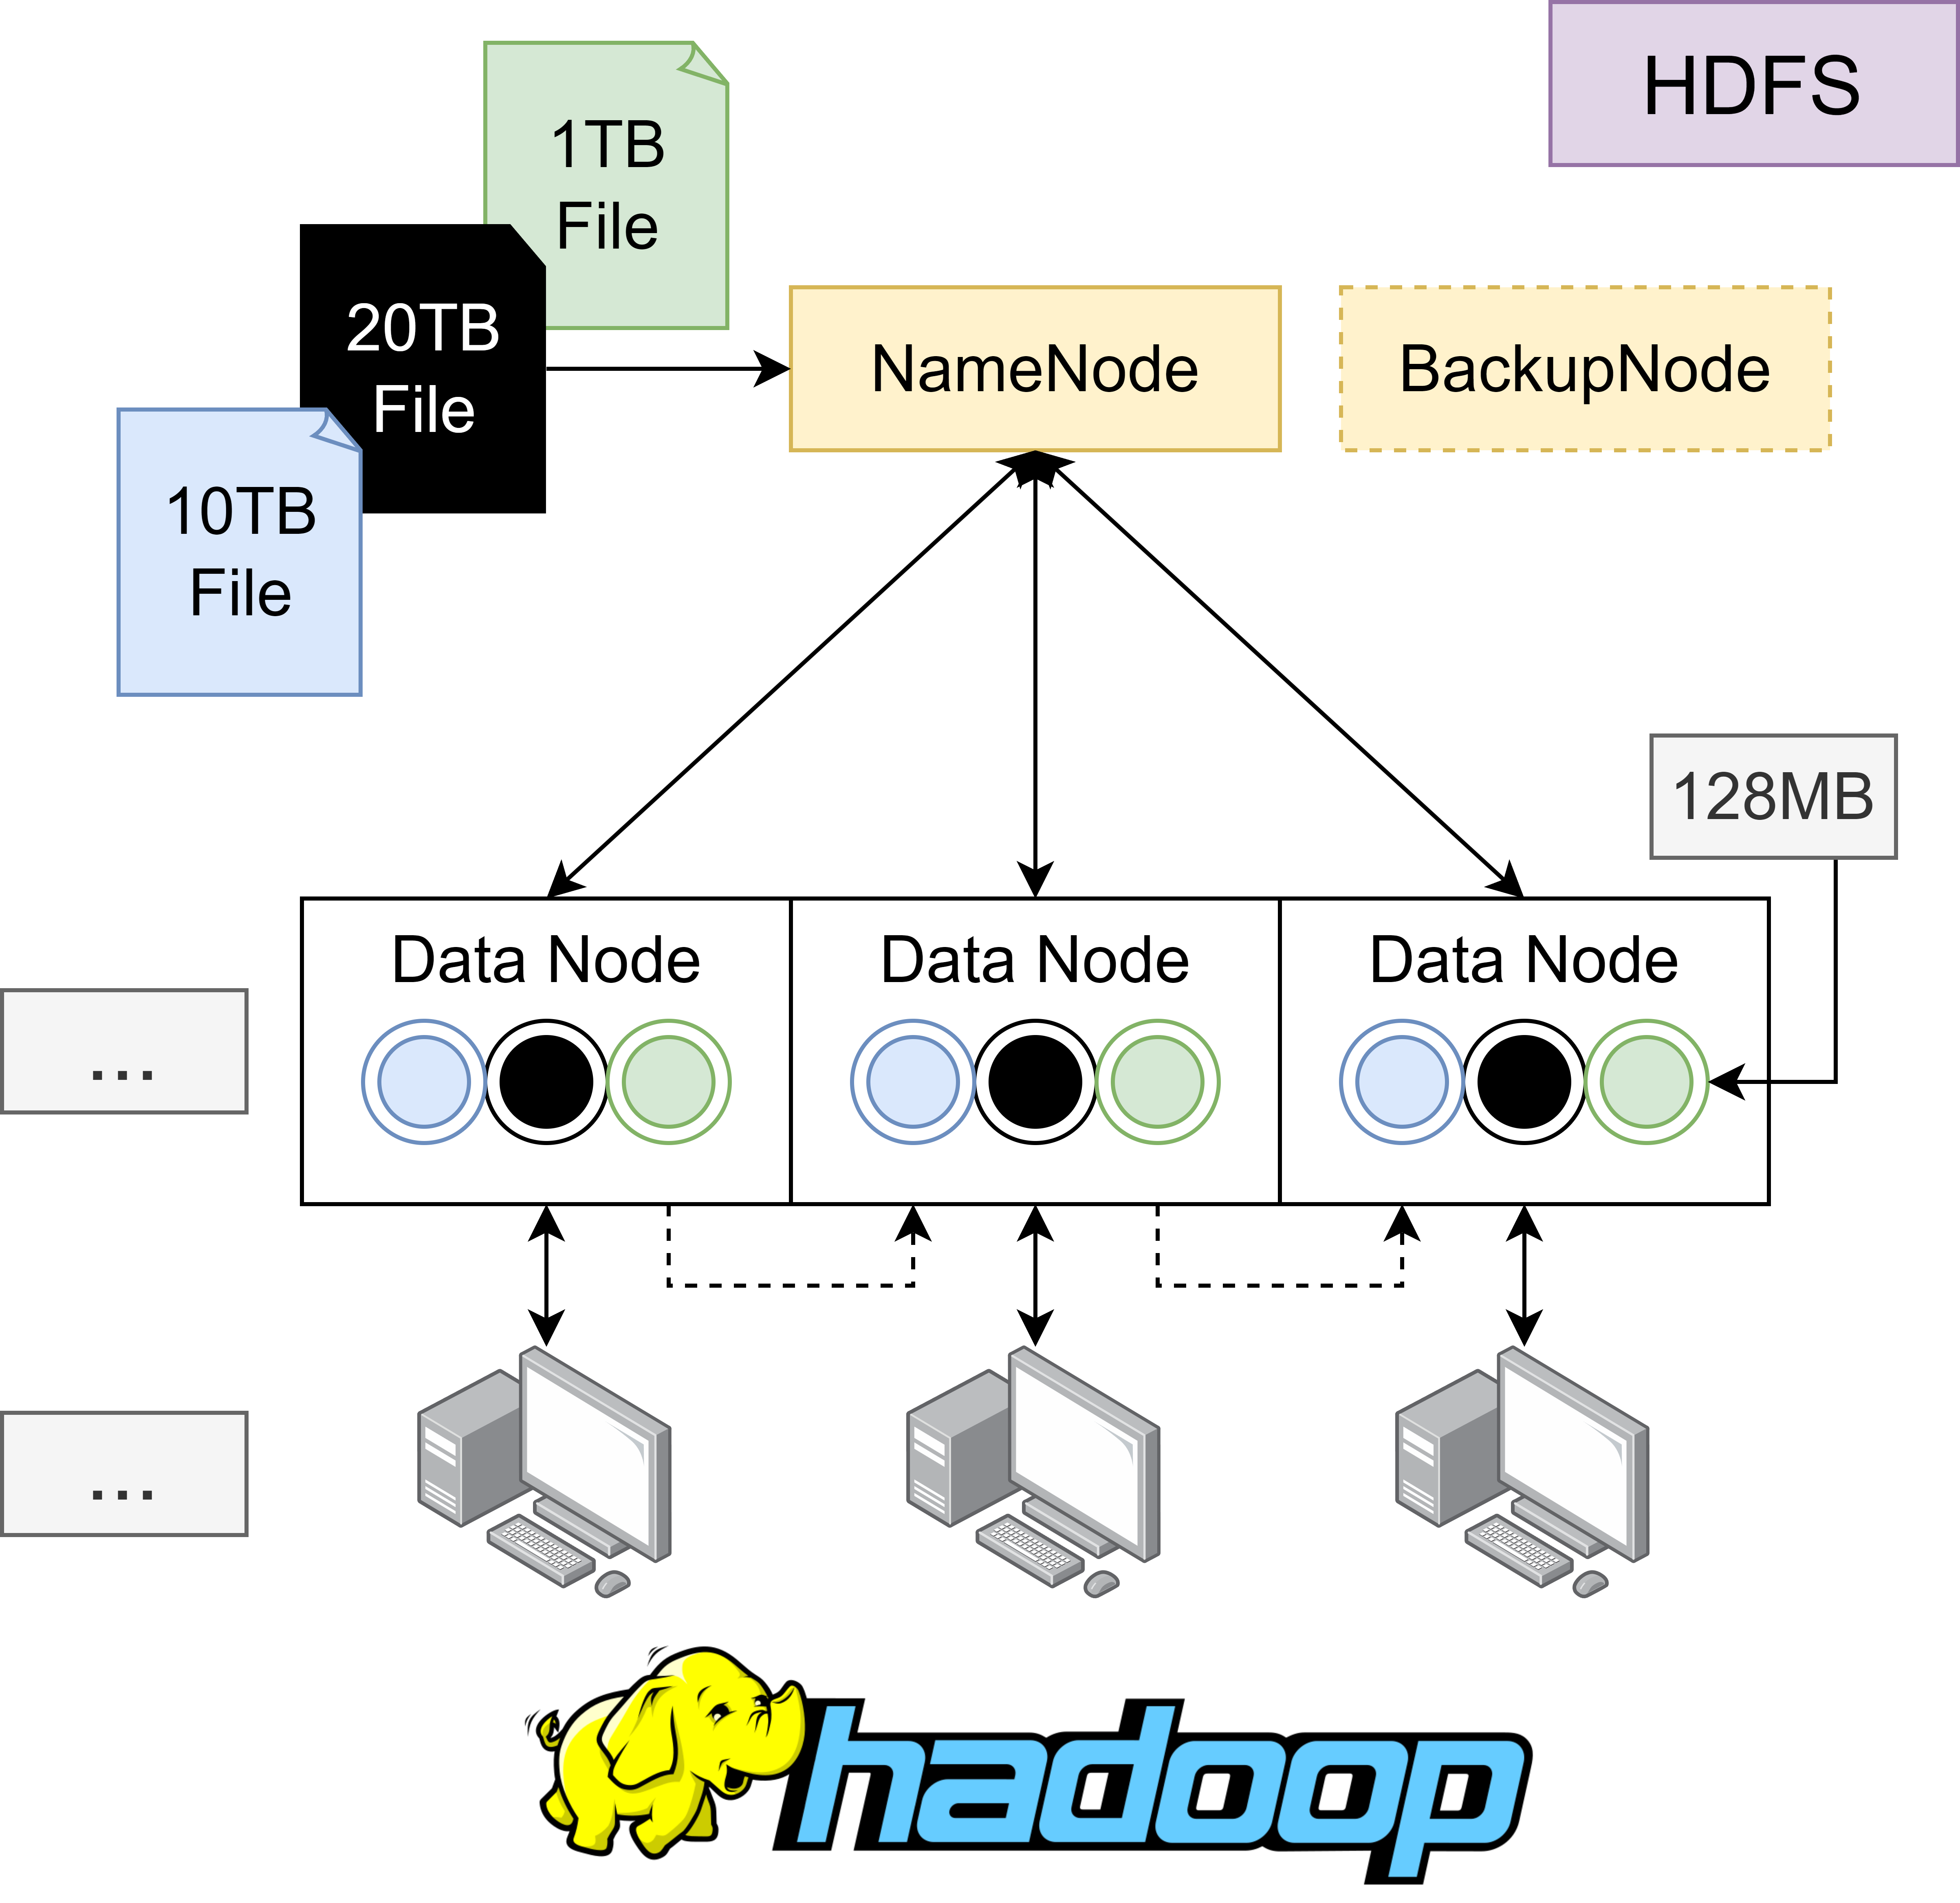 HDFS
1TB
File
20TB
File
10TB
File
NameNode
BackupNode
128MB
Data Node
Data Node
Data Node
...
...
hadoop